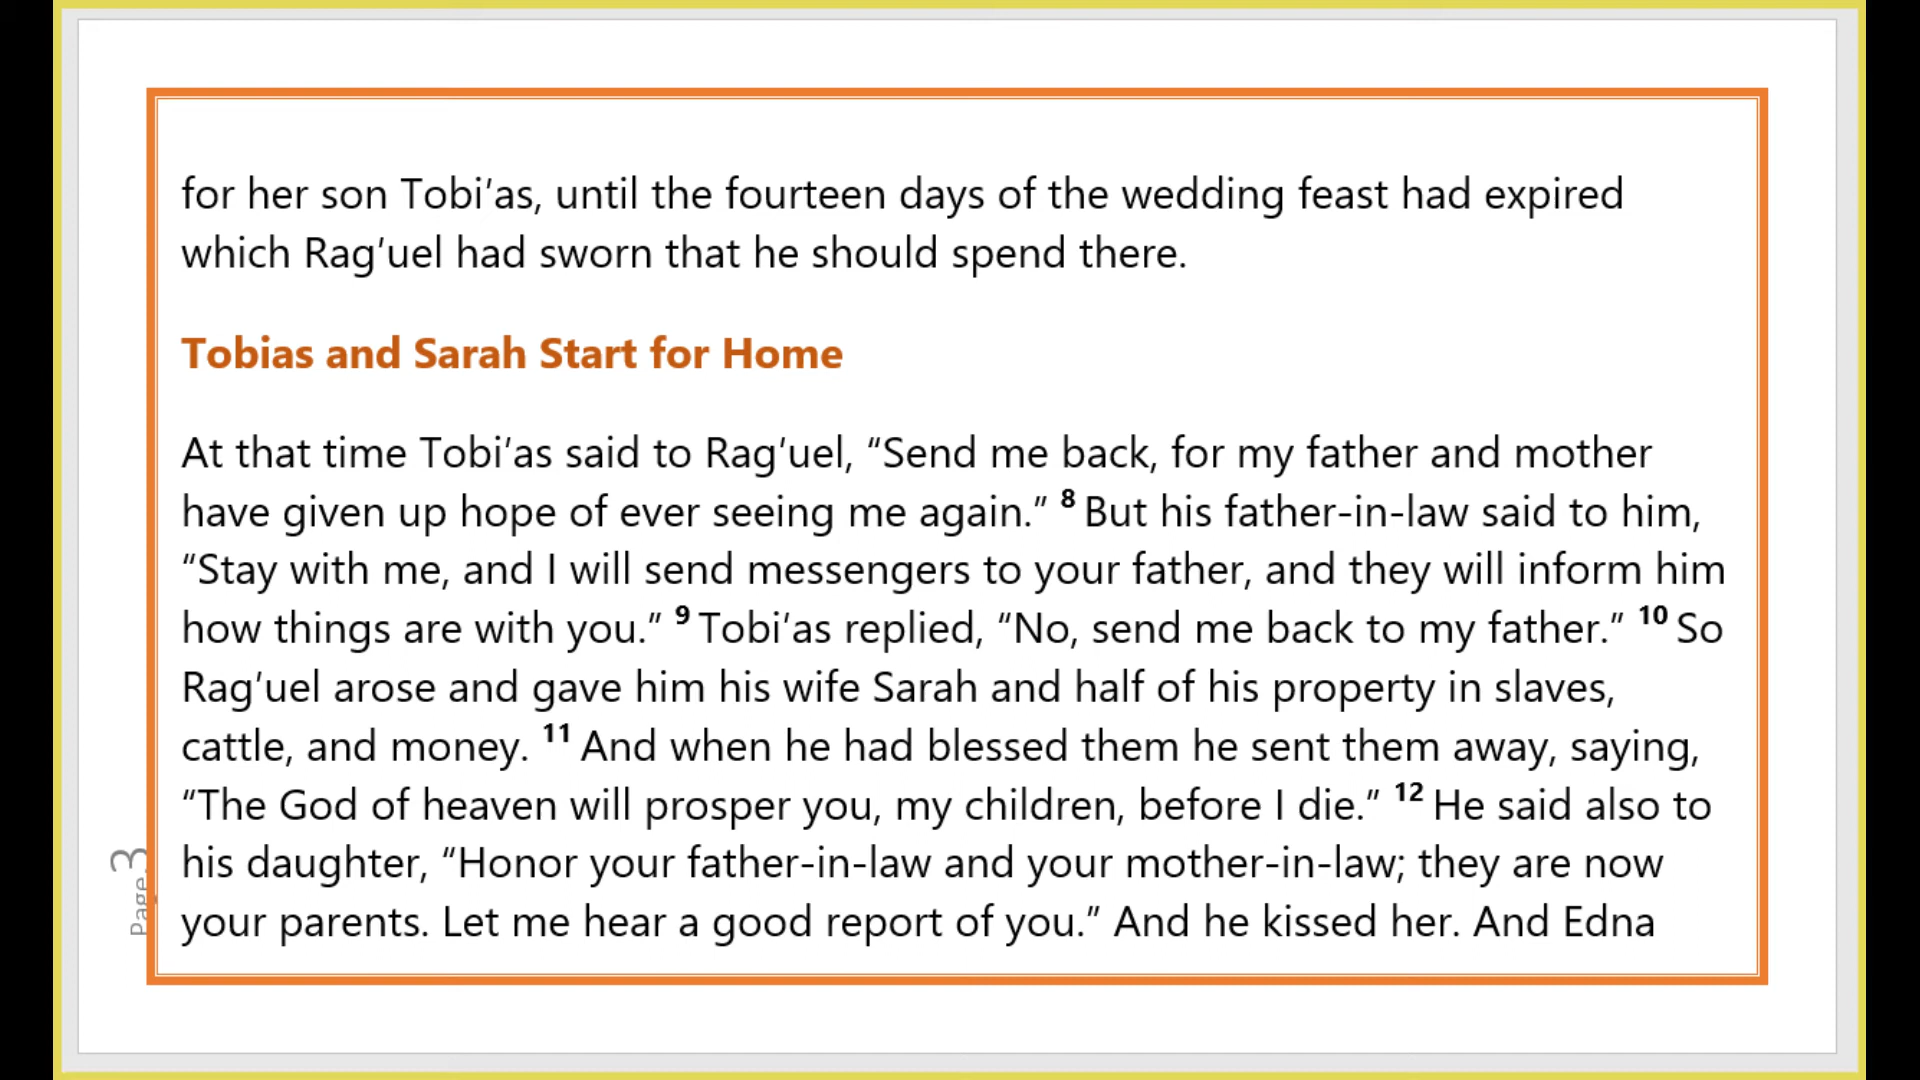 for her son Tobi′as, until the fourteen days of the wedding feast had expired
which Rag′uel had sworn that he should spend there.
Tobias and Sarah Start for Home
At that time Tobi′as said to Rag′uel, “Send me back, for my father and mother
have given up hope of ever seeing me again.” 8 But his father-in-law said to him,
“Stay with me, and I will send messengers to your father, and they will inform him
how things are with you.” 9 Tobi′as replied, “No, send me back to my father.” 10 So
Rag′uel arose and gave him his wife Sarah and half of his property in slaves,
cattle, and money. 11 And when he had blessed them he sent them away, saying,
“The God of heaven will prosper you, my children, before I die.” 12 He said also to
his daughter, “Honor your father-in-law and your mother-in-law; they are now
your parents. Let me hear a good report of you.” And he kissed her. And Edna
Page 3